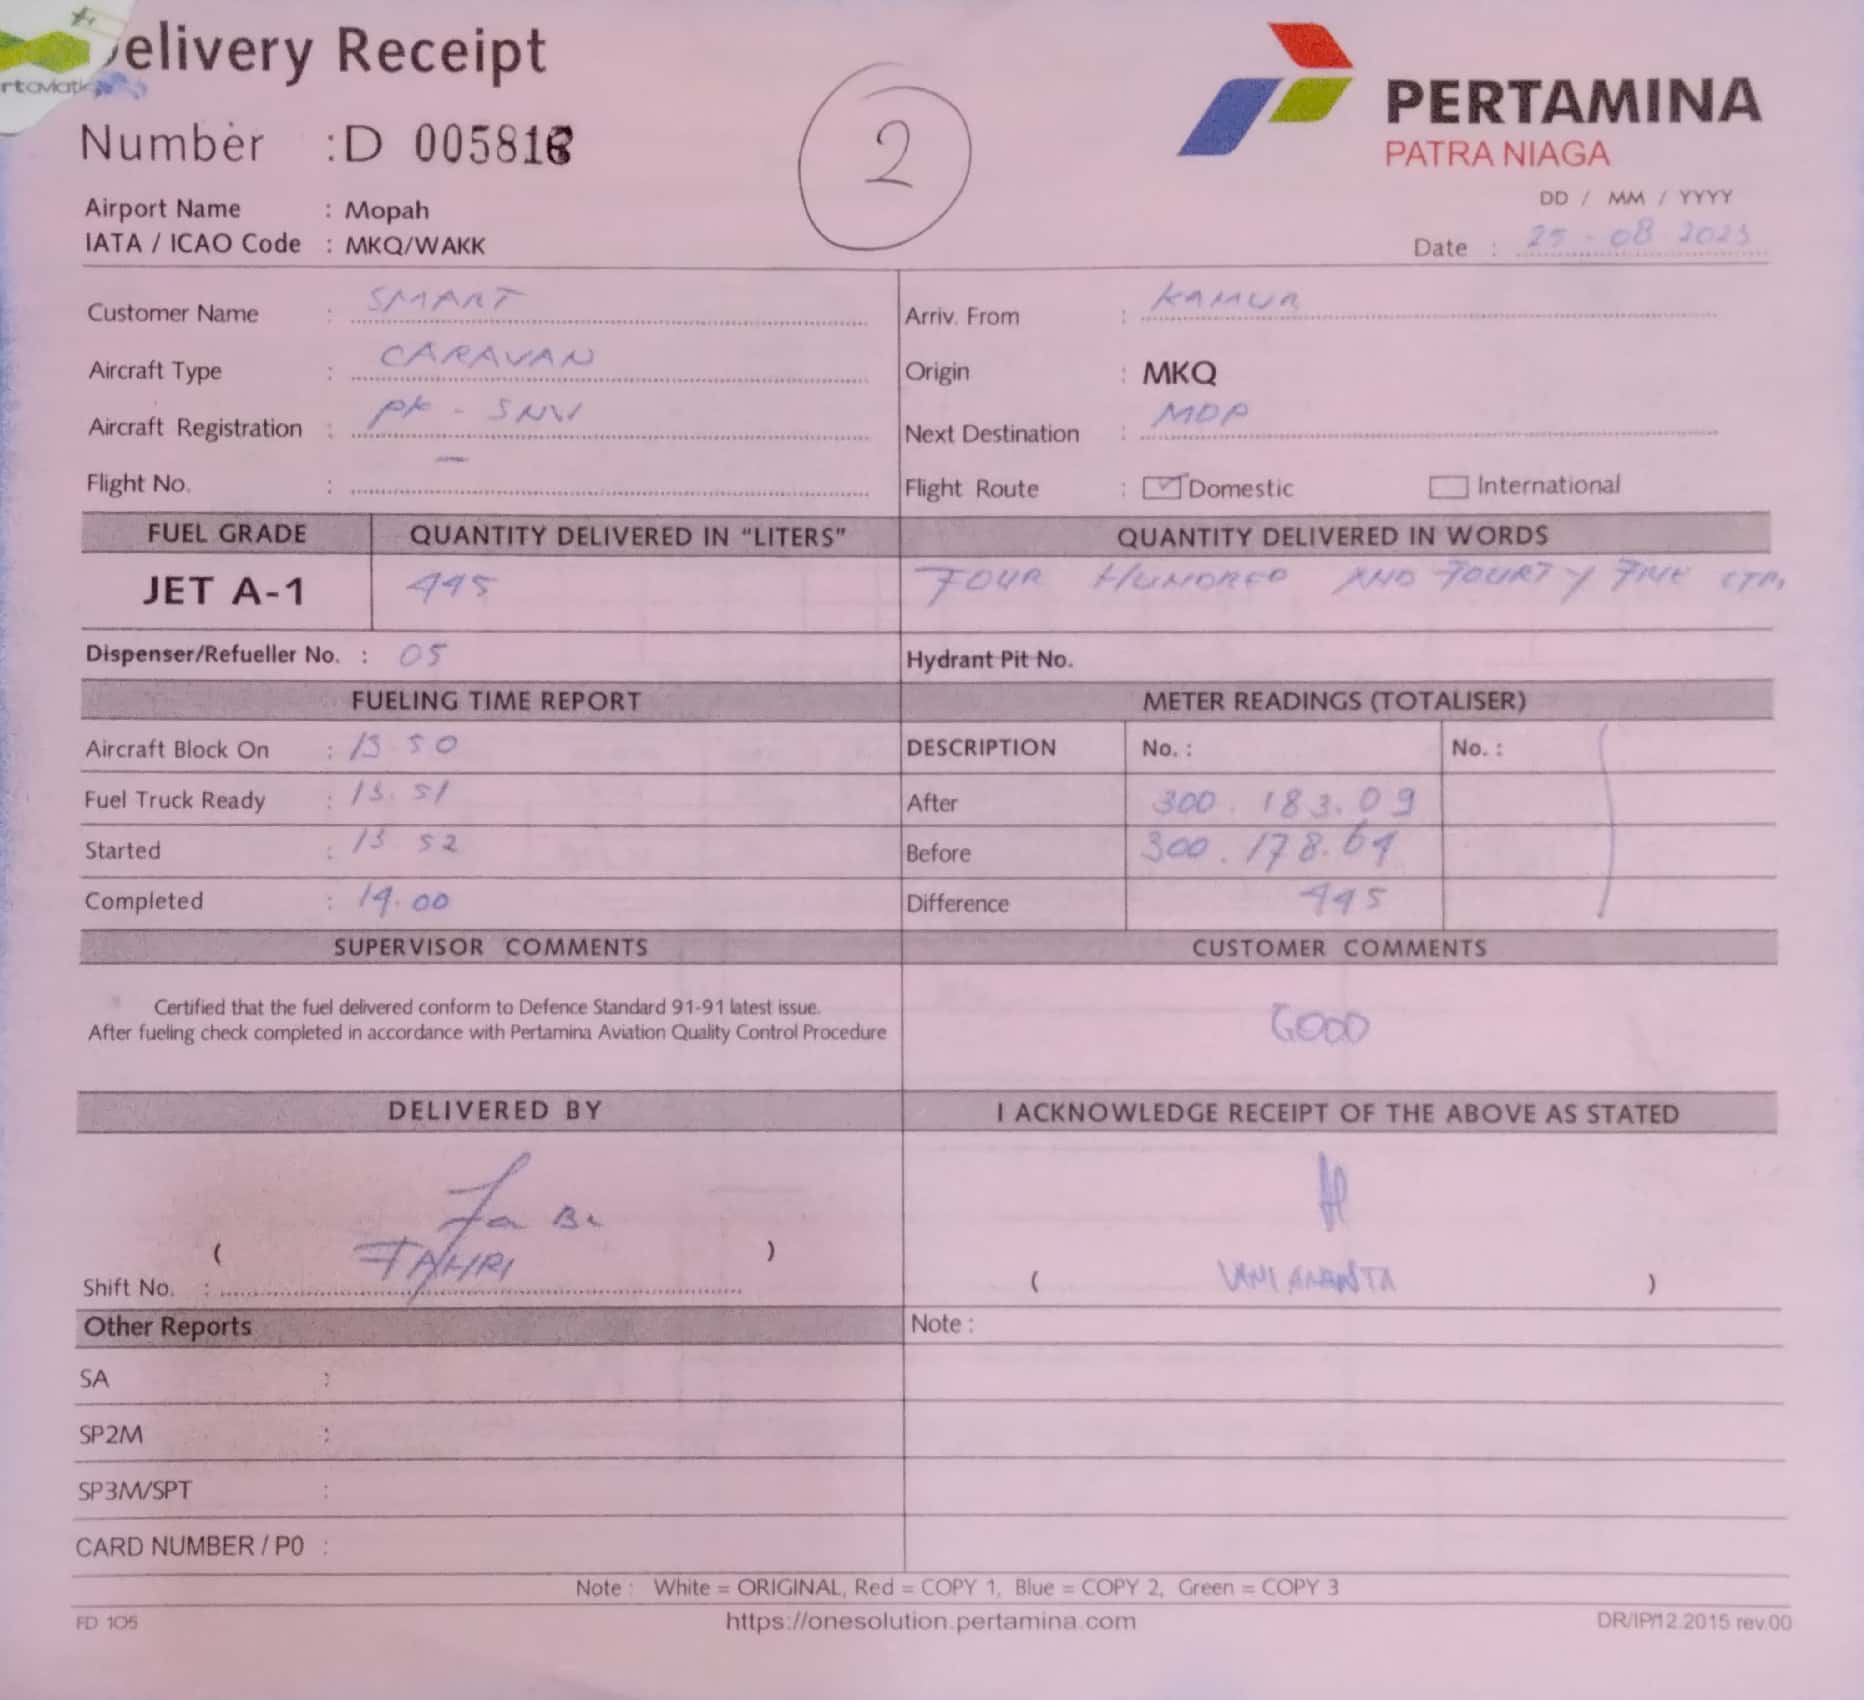 Delivery Receipt
rtaviati
2
PERTAMINA
PATRA NIAGA
Number : D 005818
Airport Name : Mopah
IATA / ICAO Code : MKQ/WAKK
DD / MM / YYYY
Date : 25 - 08 2023
Customer Name : SMART
Arriv. From : KAMUR
Aircraft Type : CARAVAN
Origin : MKQ
Aircraft Registration : PK - SNW
Next Destination : MDP
Flight No. : –
Flight Route : Domestic International
FUEL GRADE QUANTITY DELIVERED IN “LITERS” QUANTITY DELIVERED IN WORDS
JET A-1 445 FOUR HUNDRED AND FOURTY FIVE LTR
Dispenser/Refueller No. : 05 Hydrant Pit No.
FUELING TIME REPORT METER READINGS (TOTALISER)
Aircraft Block On : 13 50 DESCRIPTION No. : No. :
Fuel Truck Ready : 13.51 After 300.183.09
Started : 13 52 Before 300.178.64
Completed : 14.00 Difference 445
SUPERVISOR COMMENTS CUSTOMER COMMENTS
Certified that the fuel delivered conform to Defence Standard 91-91 latest issue.
After fueling check completed in accordance with Pertamina Aviation Quality Control Procedure
GOOD
DELIVERED BY I ACKNOWLEDGE RECEIPT OF THE ABOVE AS STATED
( FAHRI )
Shift No. :
( )
Other Reports Note :
SA :
SP2M :
SP3M/SPT :
CARD NUMBER / P0 :
Note : White = ORIGINAL, Red = COPY 1, Blue = COPY 2, Green = COPY 3
FD 105 https://onesolution.pertamina.com DR/IP/12.2015 rev.00